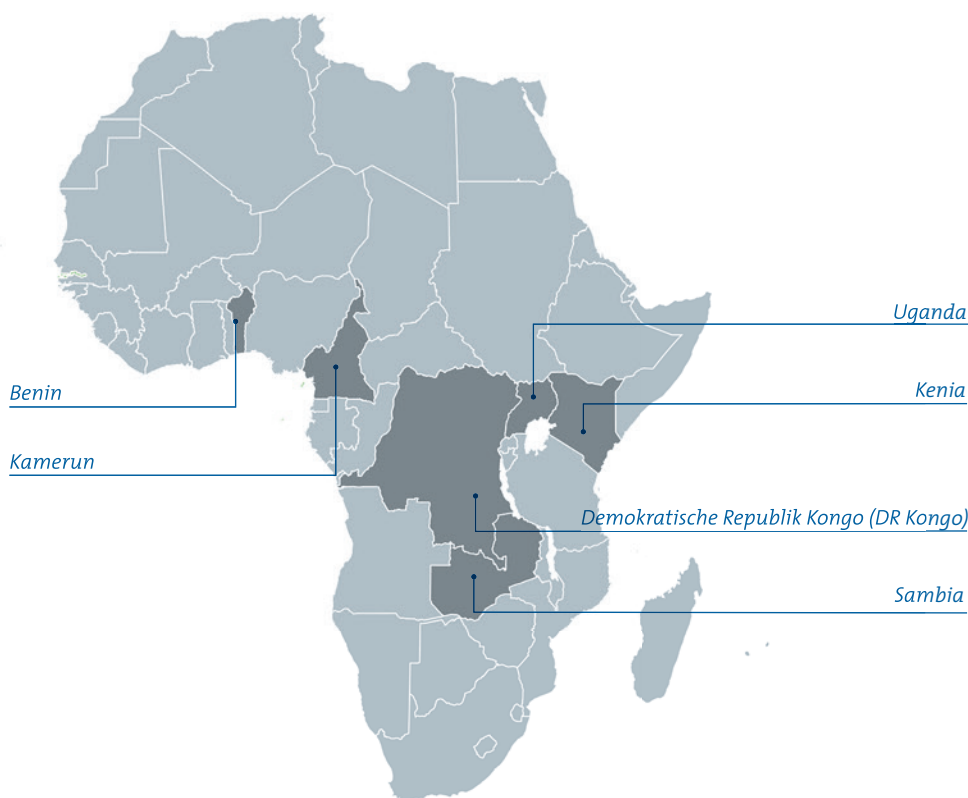 Uganda
Benin
Kenia
Kamerun
Demokratische Republik Kongo (DR Kongo)
Sambia